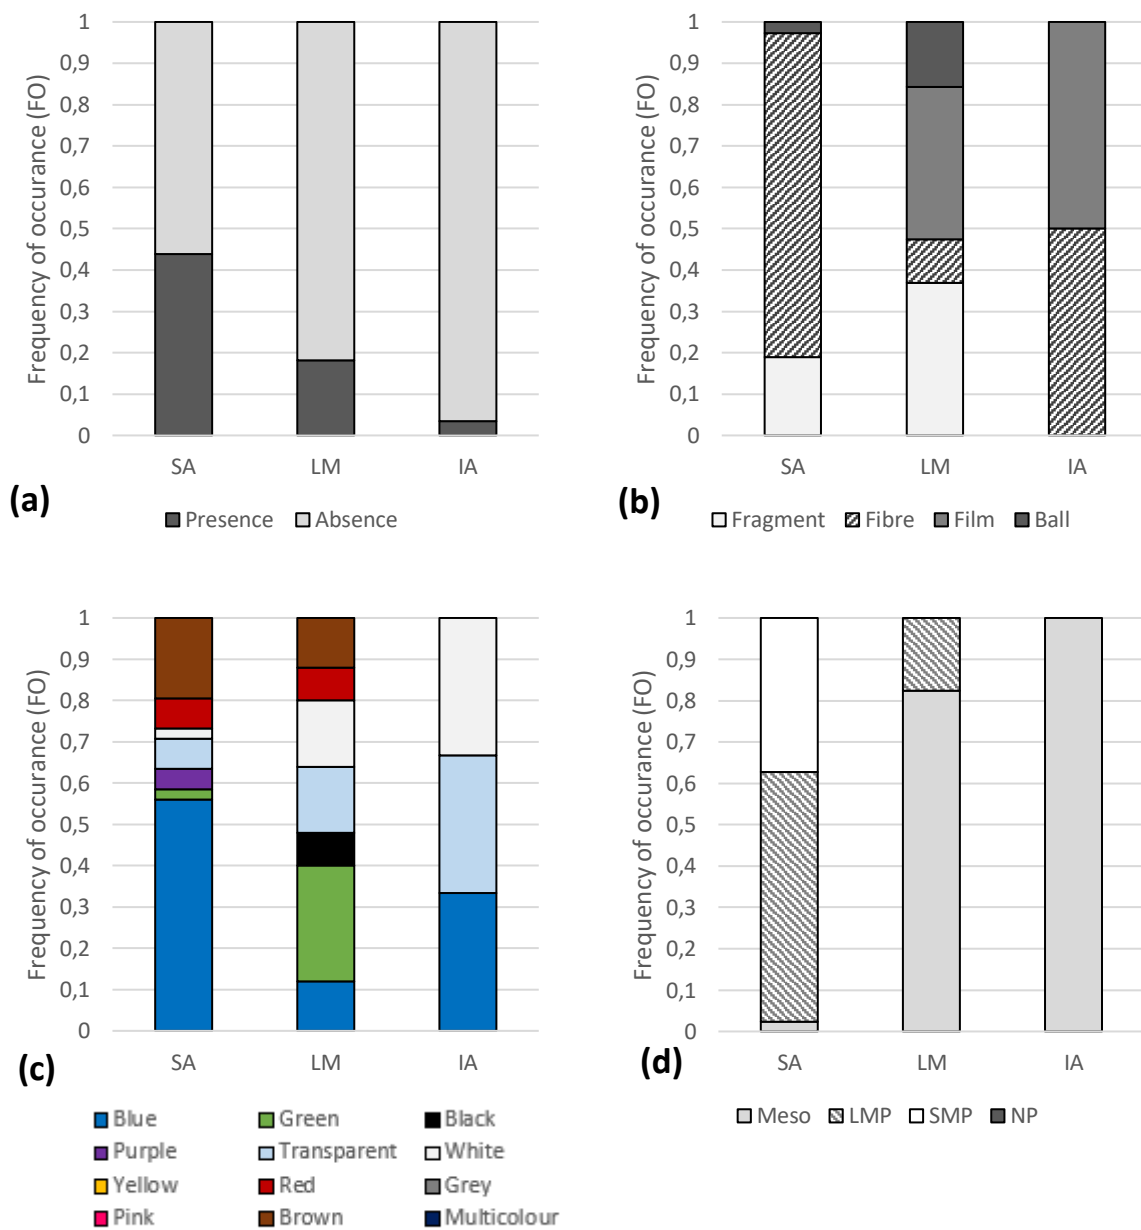 Frequency of occurance (FO)
1
0,9
0,8
0,7
0,6
0,5
0,4
0,3
0,2
0,1
0
SA LM IA
(a)
Presence Absence
Frequency of occurance (FO)
1
0,9
0,8
0,7
0,6
0,5
0,4
0,3
0,2
0,1
0
SA LM IA
(b)
Fragment Fibre Film Ball
Frequency of occurance (FO)
1
0,9
0,8
0,7
0,6
0,5
0,4
0,3
0,2
0,1
0
SA LM IA
(c)
Blue Green Black
Purple Transparent White
Yellow Red Grey
Pink Brown Multicolour
Frequency of occurance (FO)
1
0,9
0,8
0,7
0,6
0,5
0,4
0,3
0,2
0,1
0
SA LM IA
(d)
Meso LMP SMP NP